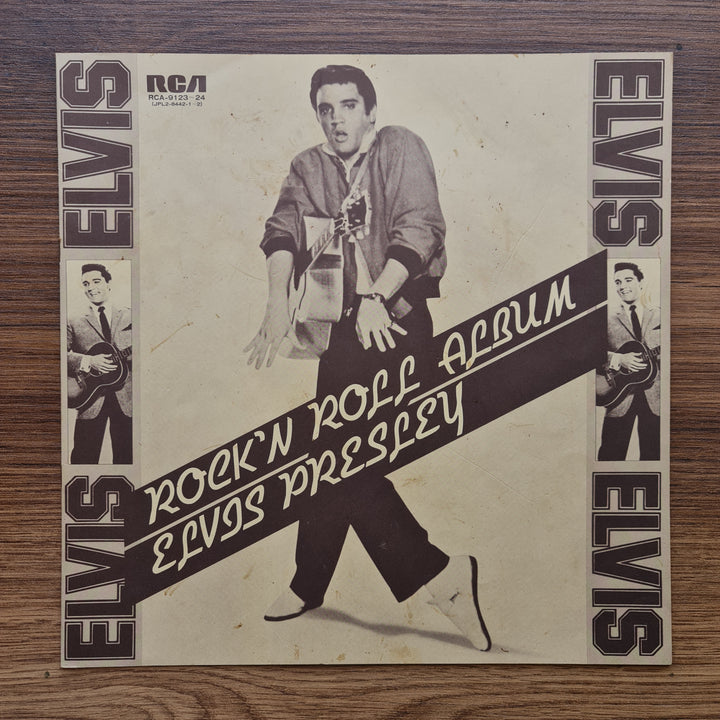 ELVIS
RCA
RCA-9123-24
(JPL2-8442-1-2)
ELVIS
ROCK'N ROLL ALBUM
ELVIS PRESLEY
ELVIS
ELVIS